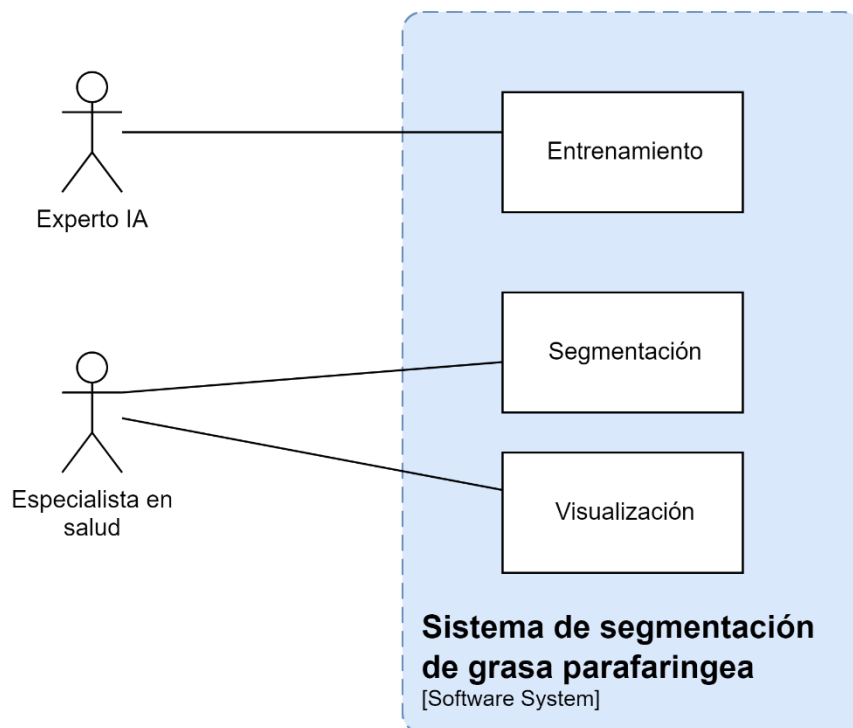 Entrenamiento
Experto IA
Segmentación
Especialista en
salud
Visualización
Sistema de segmentación
de grasa parafaringea
[Software System]